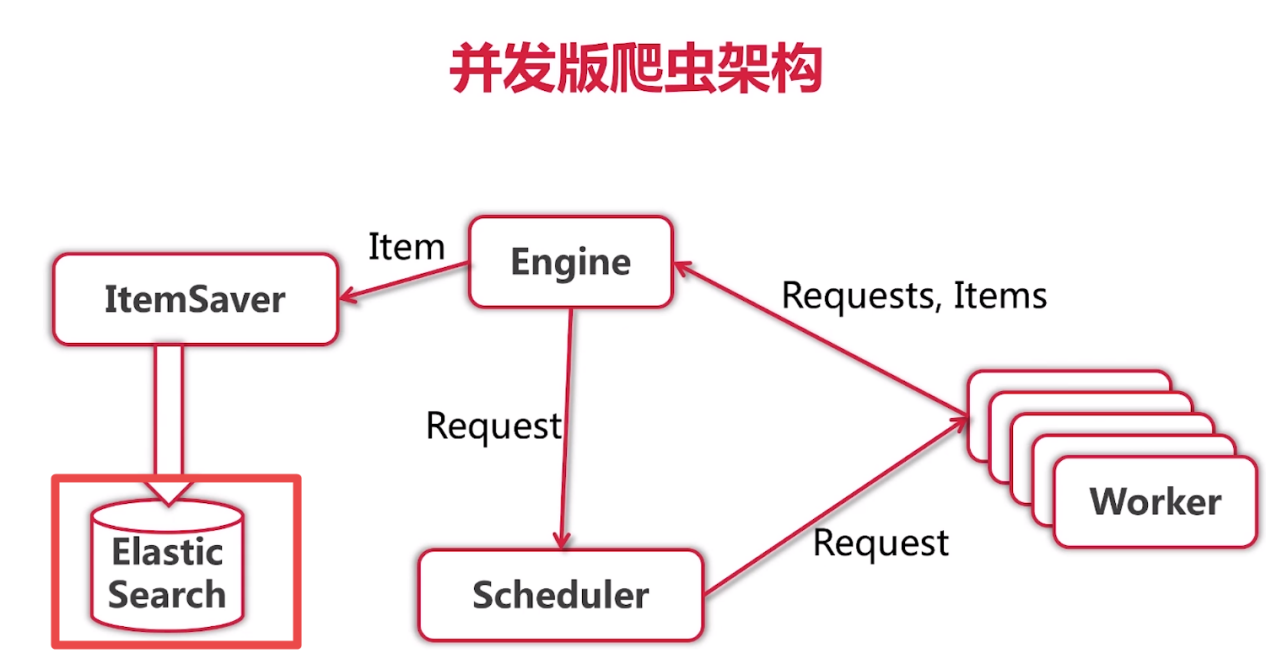 并发版爬虫架构
Item
Engine
ItemSaver
Requests, Items
Request
Worker
Request
Elastic
Search
Scheduler